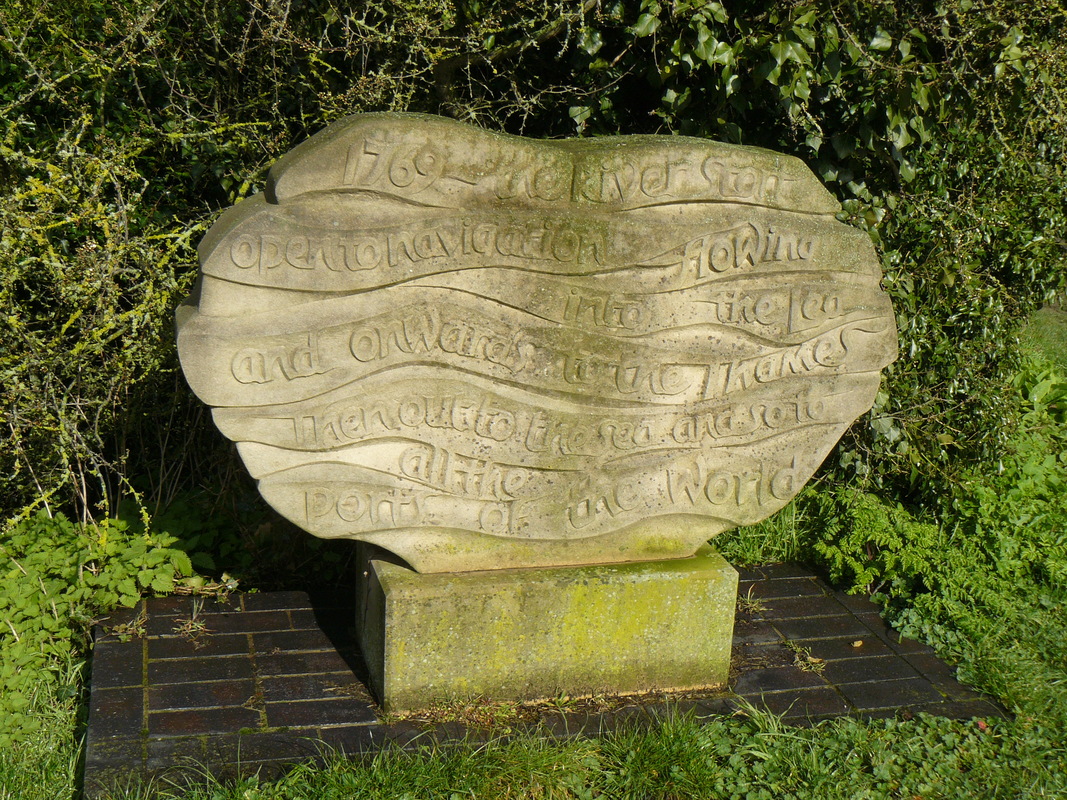 1769 - the River Stort
open to navigation flowing
into the Lea
and onwards to the Thames
Then out to the sea and so to
all the
ports of the World